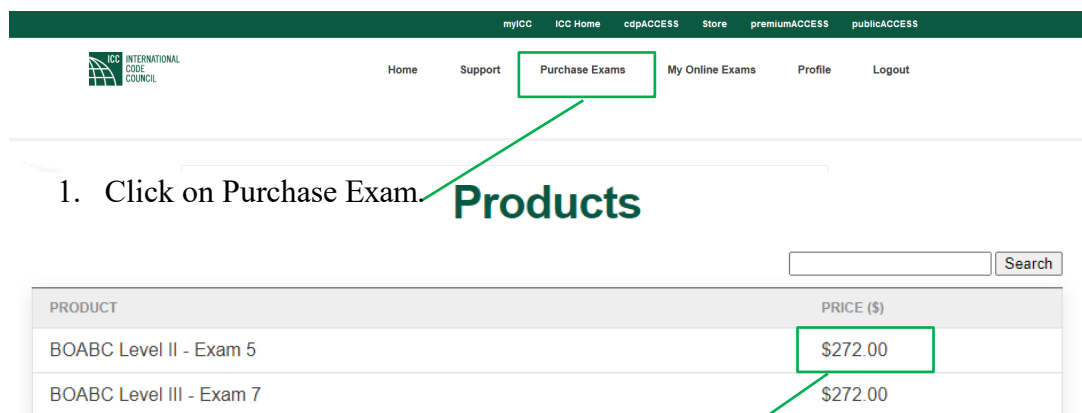 myICC ICC Home cdpACCESS Store premiumACCESS publicACCESS
ICC INTERNATIONAL
CODE
COUNCIL
Home Support Purchase Exams My Online Exams Profile Logout
1. Click on Purchase Exam.
Products
Search
PRODUCT PRICE ($)
BOABC Level II - Exam 5 $272.00
BOABC Level III - Exam 7 $272.00